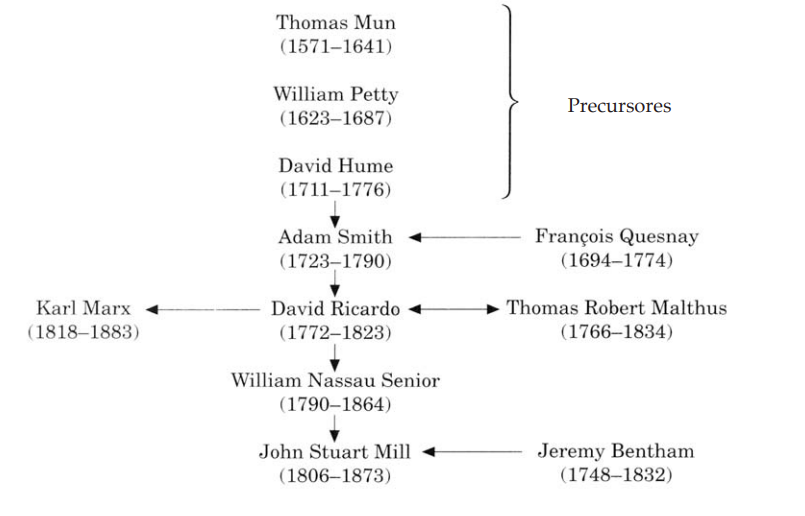 Thomas Mun
(1571–1641)
William Petty
(1623–1687)
Precursores
David Hume
(1711–1776)
Adam Smith
(1723–1790)
François Quesnay
(1694–1774)
Karl Marx
(1818–1883)
David Ricardo
(1772–1823)
Thomas Robert Malthus
(1766–1834)
William Nassau Senior
(1790–1864)
John Stuart Mill
(1806–1873)
Jeremy Bentham
(1748–1832)